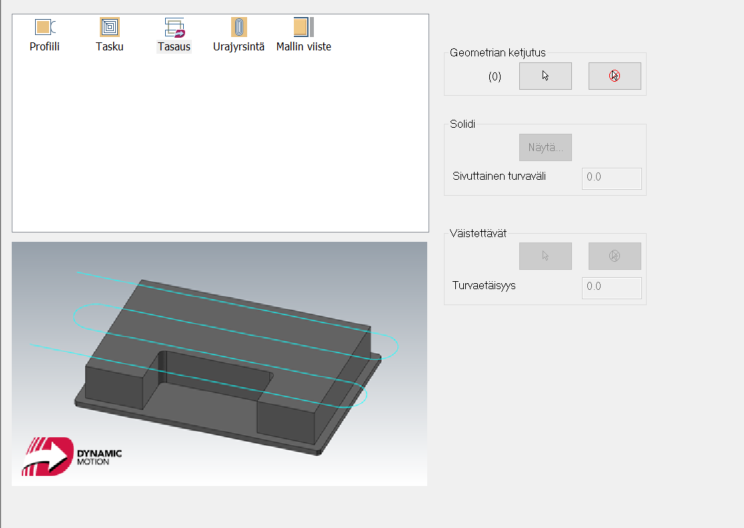 Profiili
Tasku
Tasaus
Urajyrsintä
Mallin viiste
Geometrian ketjutus
(0)
Solidi
Näytä...
Sivuttainen turvaväli
0.0
Väistettävät
Turvaetäisyys
0.0
DYNAMIC
MOTION